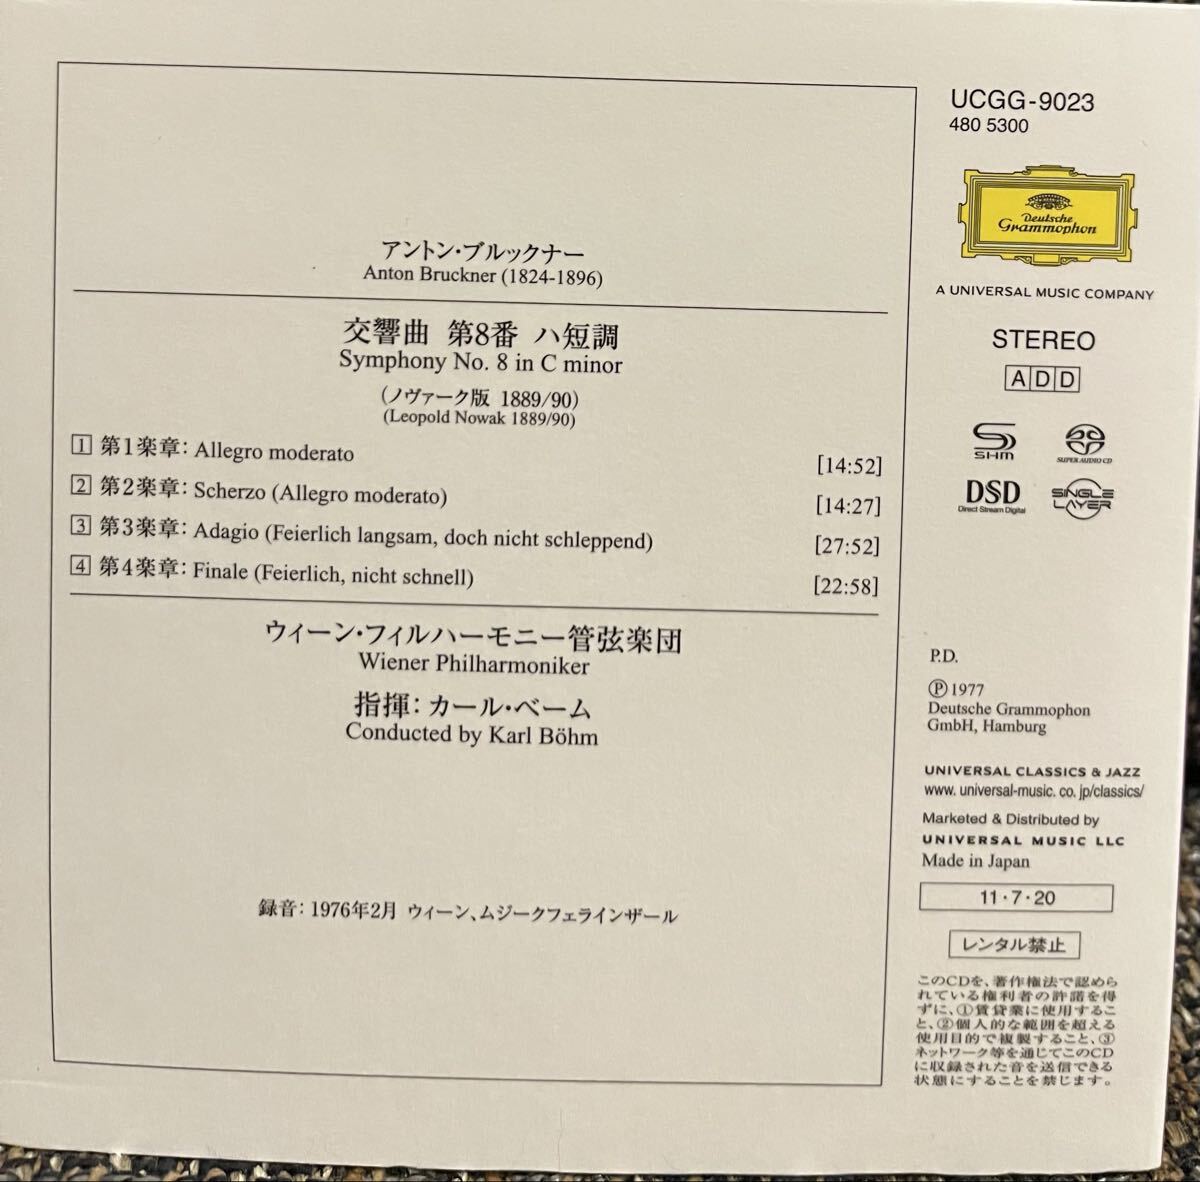 アントン・ブルックナー
Anton Bruckner (1824-1896)
交響曲 第8番 ハ短調
Symphony No. 8 in C minor
(ノヴァーク版 1889/90)
(Leopold Nowak 1889/90)
1 第1楽章: Allegro moderato [14:52]
2 第2楽章: Scherzo (Allegro moderato) [14:27]
3 第3楽章: Adagio (Feierlich langsam, doch nicht schleppend) [27:52]
4 第4楽章: Finale (Feierlich, nicht schnell) [22:58]
ウィーン・フィルハーモニー管弦楽団
Wiener Philharmoniker
指揮: カール・ベーム
Conducted by Karl Böhm
録音: 1976年2月 ウィーン、ムジークフェラインザール
UCGG-9023
480 5300
Deutsche
Grammophon
A UNIVERSAL MUSIC COMPANY
STEREO
ADD
SHM
SUPER AUDIO CD
DSD
Direct Stream Digital
SINGLE
LAYER
P.D.
Ⓟ1977
Deutsche Grammophon
GmbH, Hamburg
UNIVERSAL CLASSICS & JAZZ
www. universal-music. co. jp/classics/
Marketed & Distributed by
UNIVERSAL MUSIC LLC
Made in Japan
11・7・20
レンタル禁止
このCDを、著作権法で認めら
れている権利者の許諾を得
ずに、①賃貸業に使用するこ
と、②個人的な範囲を超える
使用目的で複製すること、③
ネットワーク等を通じてこのCD
に収録された音を送信できる
状態にすることを禁じます。